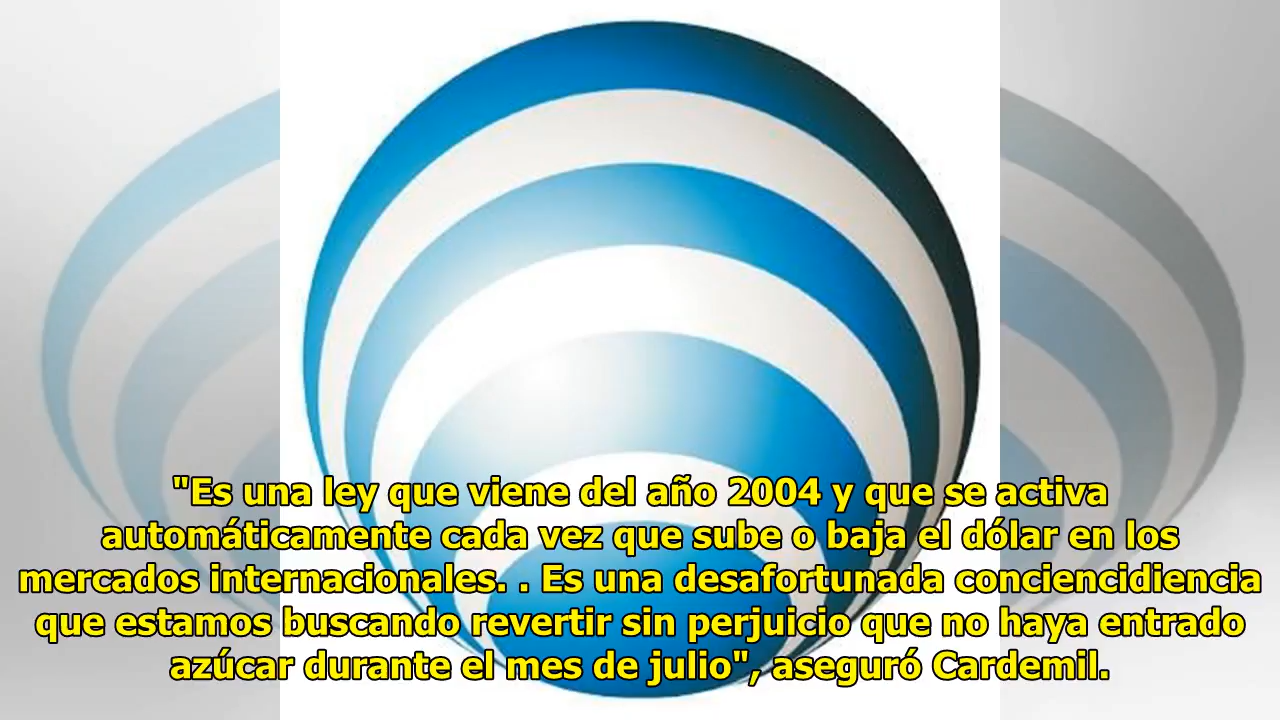 "Es una ley que viene del año 2004 y que se activa
automáticamente cada vez que sube o baja el dólar en los
mercados internacionales. . Es una desafortunada conciencidiencia
que estamos buscando revertir sin perjuicio que no haya entrado
azúcar durante el mes de julio", aseguró Cardemil.